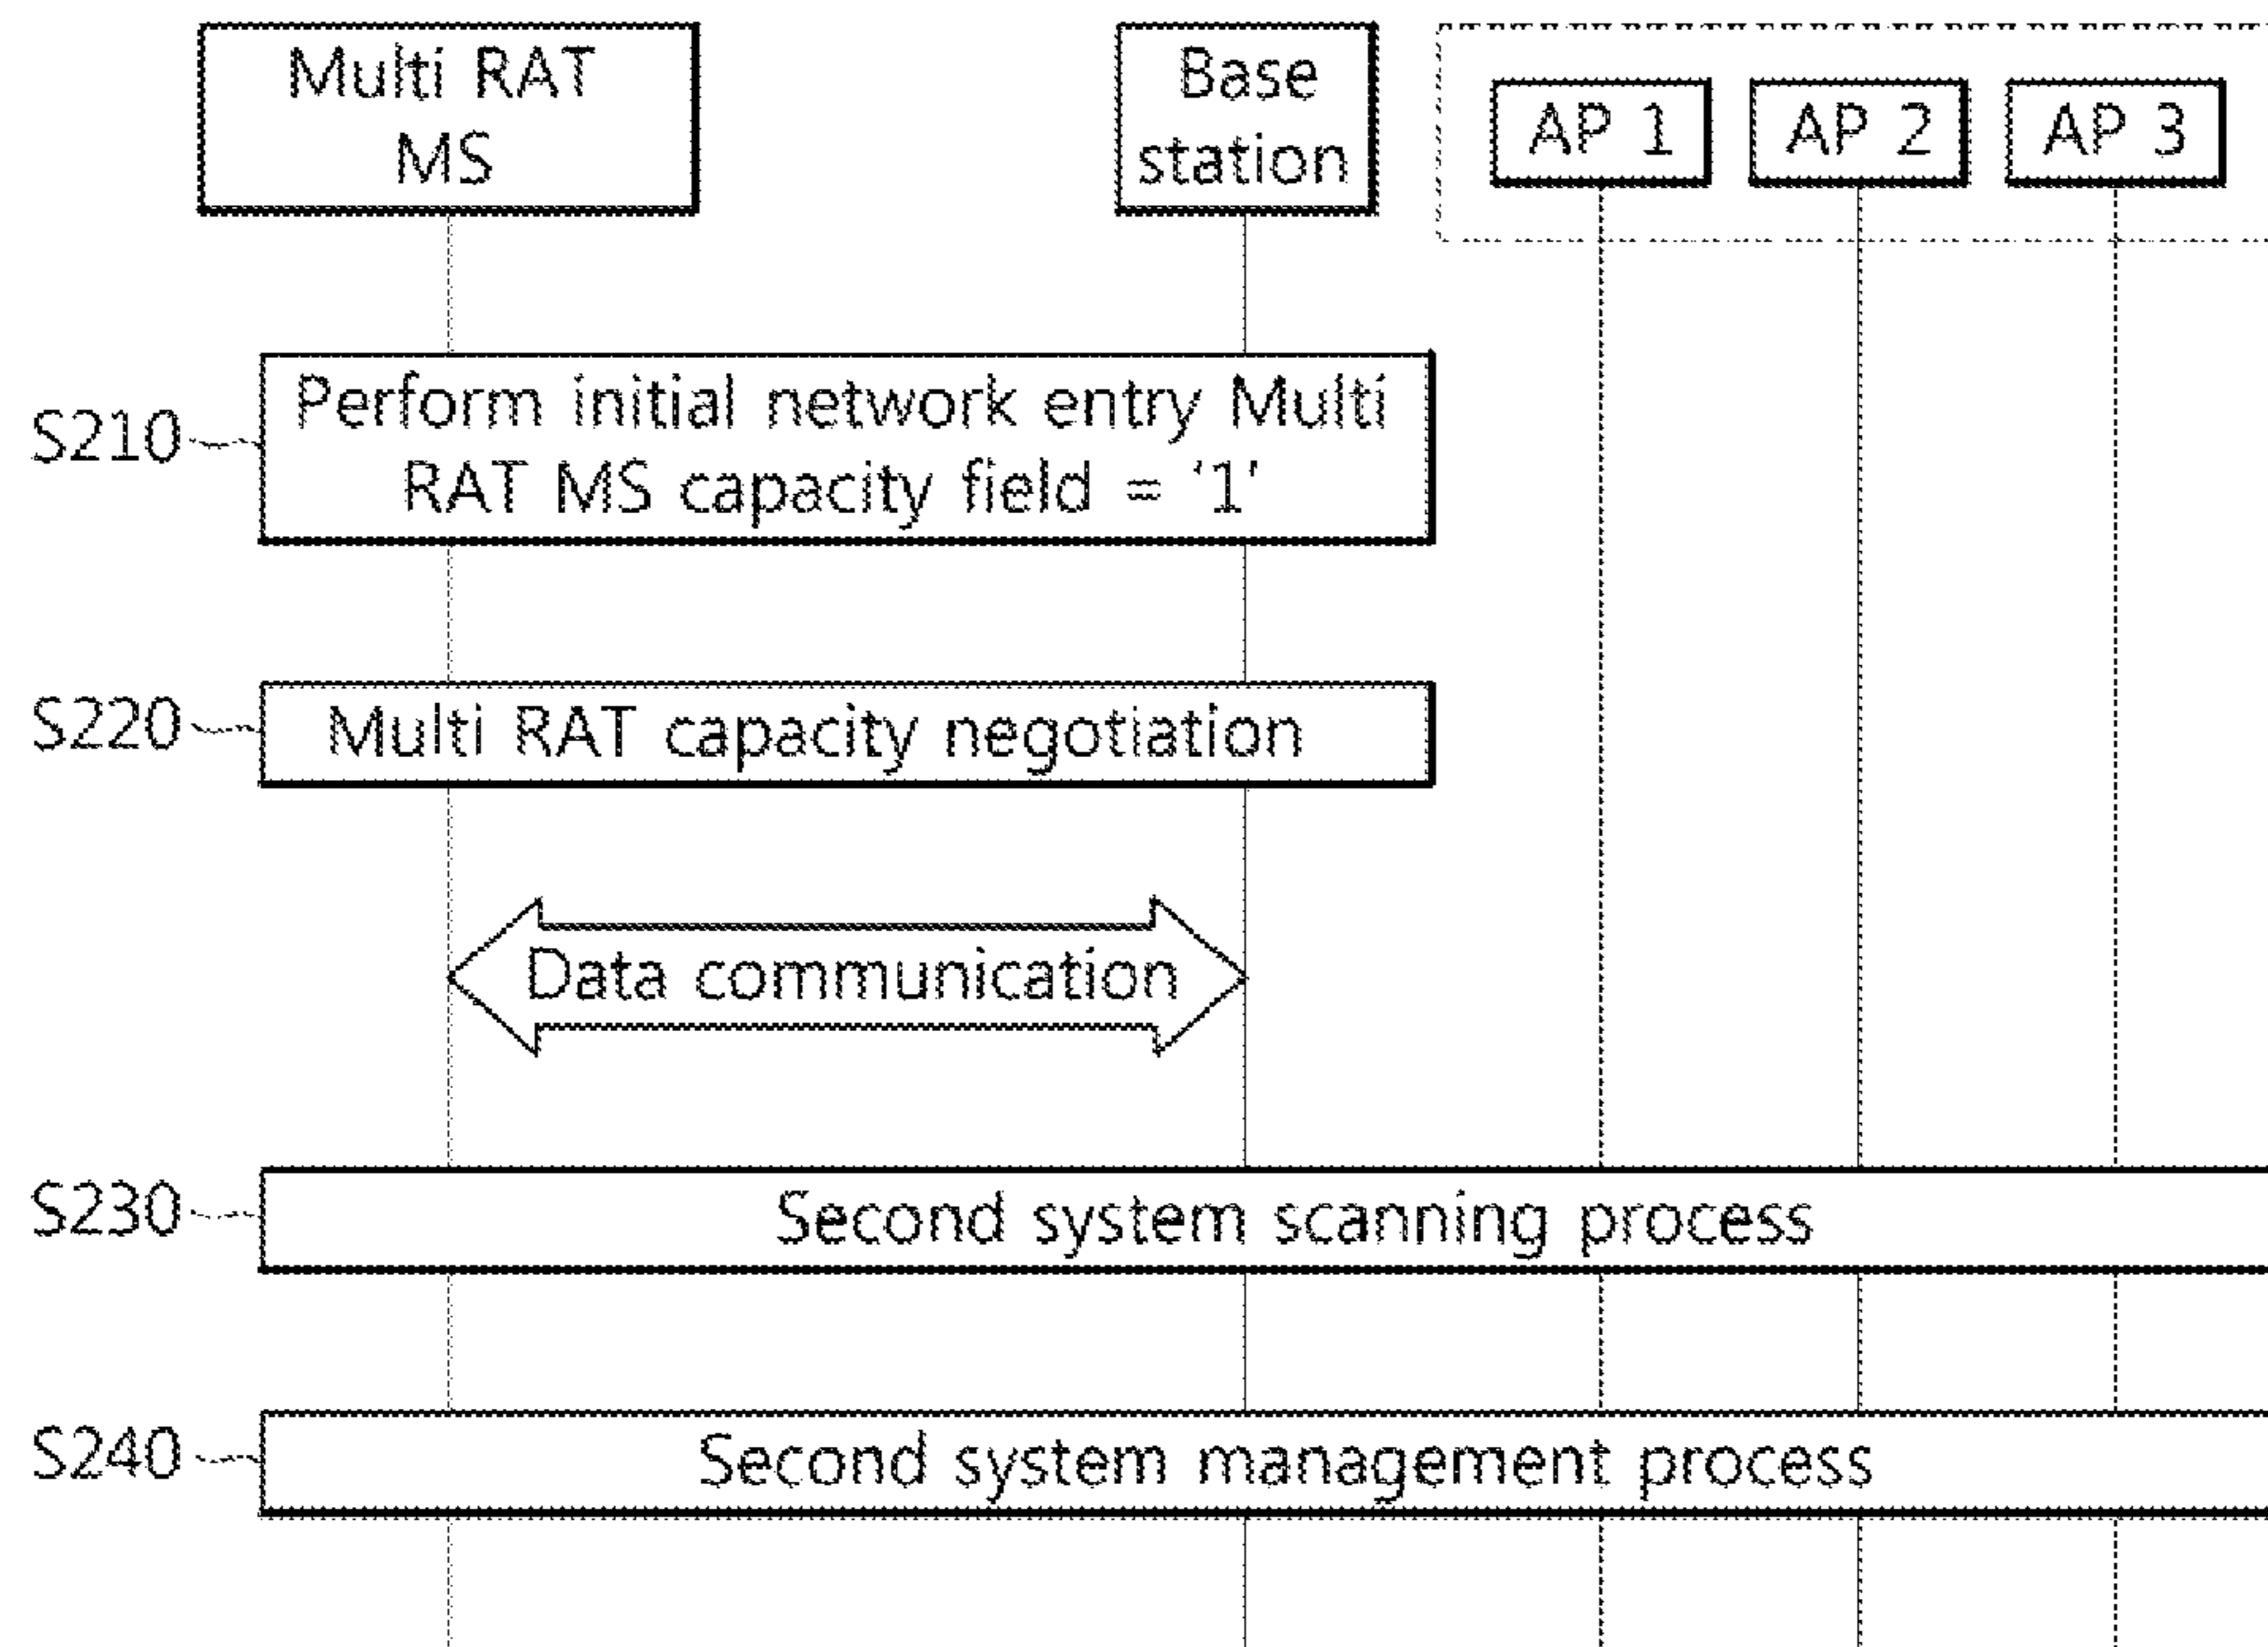 Multi RAT
MS
Base
station
AP 1
AP 2
AP 3
S210
Perform initial network entry Multi
RAT MS capacity field = '1'
S220
Multi RAT capacity negotiation
Data communication
S230
Second system scanning process
S240
Second system management process